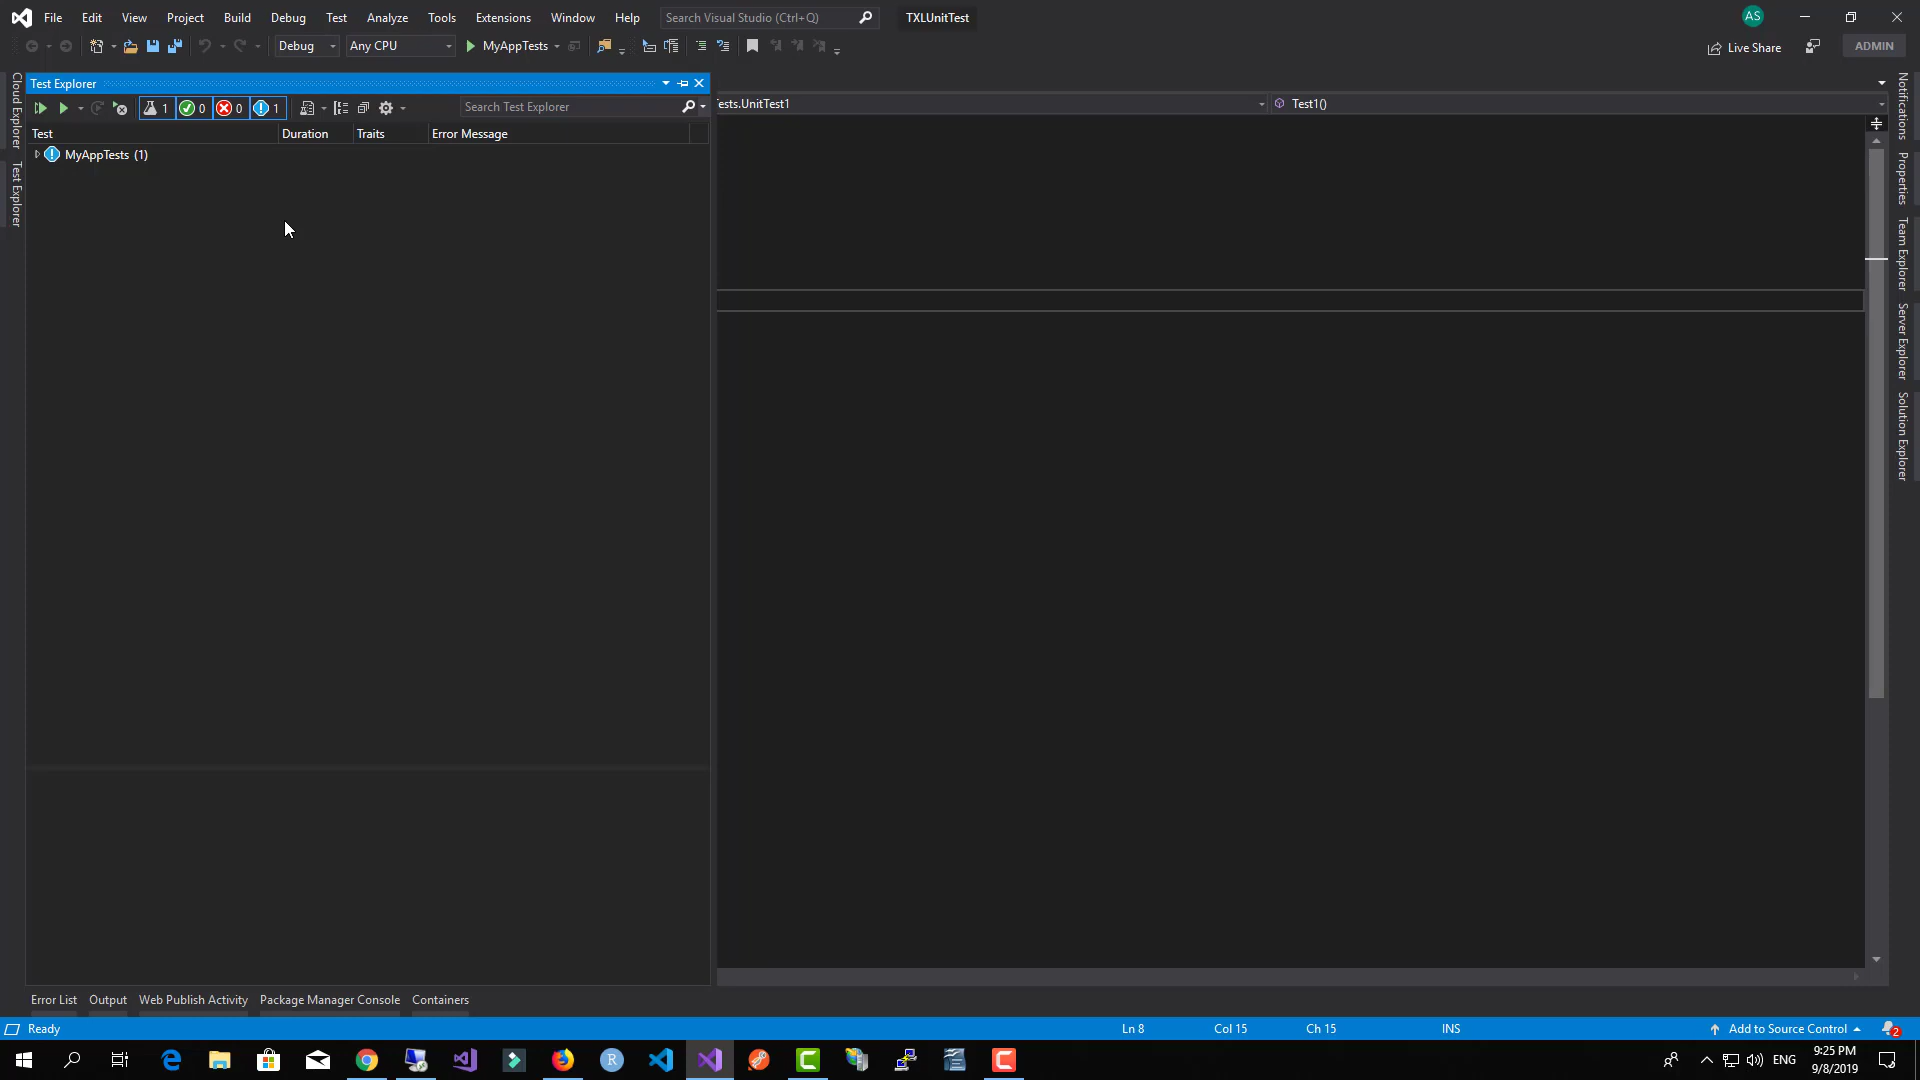 File Edit View Project Build Debug Test Analyze Tools Extensions Window Help Search Visual Studio (Ctrl+Q) TXLUnitTest AS
Debug Any CPU MyAppTests Live Share ADMIN
Test Explorer
1 0 0 1 Search Test Explorer
Test Duration Traits Error Message
MyAppTests (1)
Tests.UnitTest1 Test1()
Cloud Explorer
Test Explorer
Notifications
Properties
Team Explorer
Server Explorer
Solution Explorer
Error List Output Web Publish Activity Package Manager Console Containers
Ready Ln 8 Col 15 Ch 15 INS Add to Source Control 2
R ENG 9:25 PM
9/8/2019